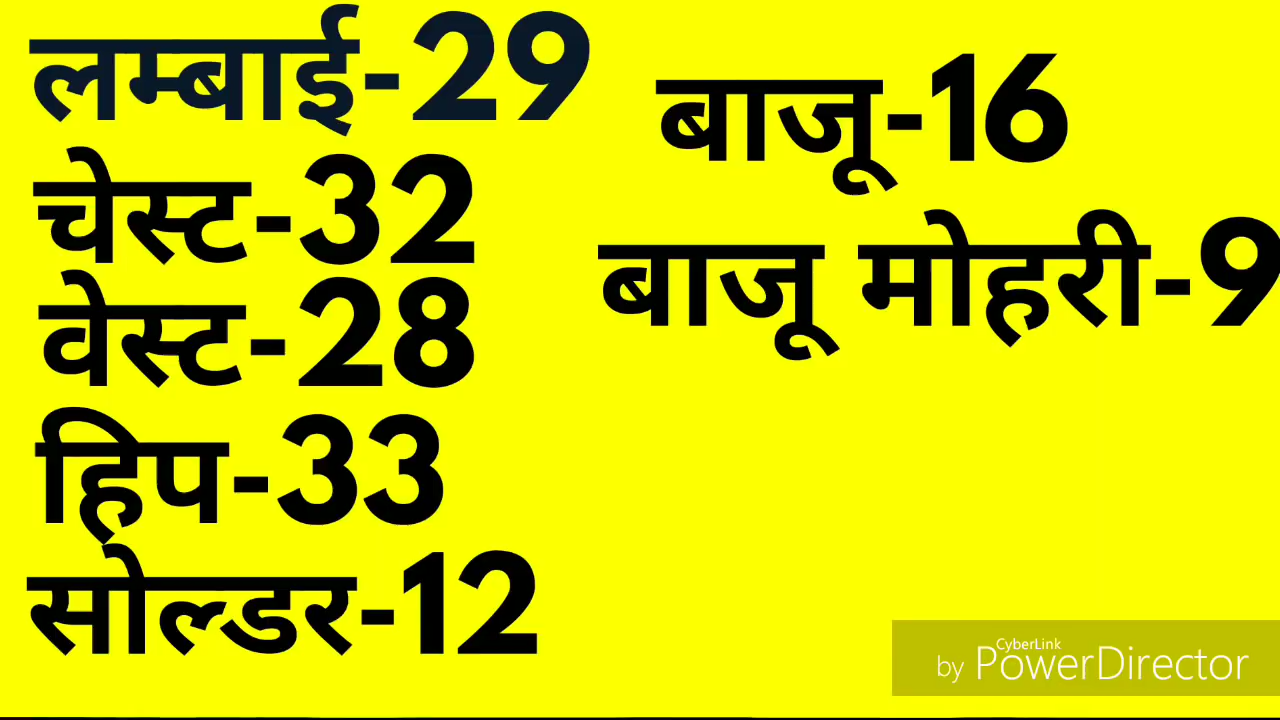 लम्बाई-29
चेस्ट-32
वेस्ट-28
हिप-33
सोल्डर-12
बाजू-16
बाजू मोहरी-9
CyberLink
by PowerDirector